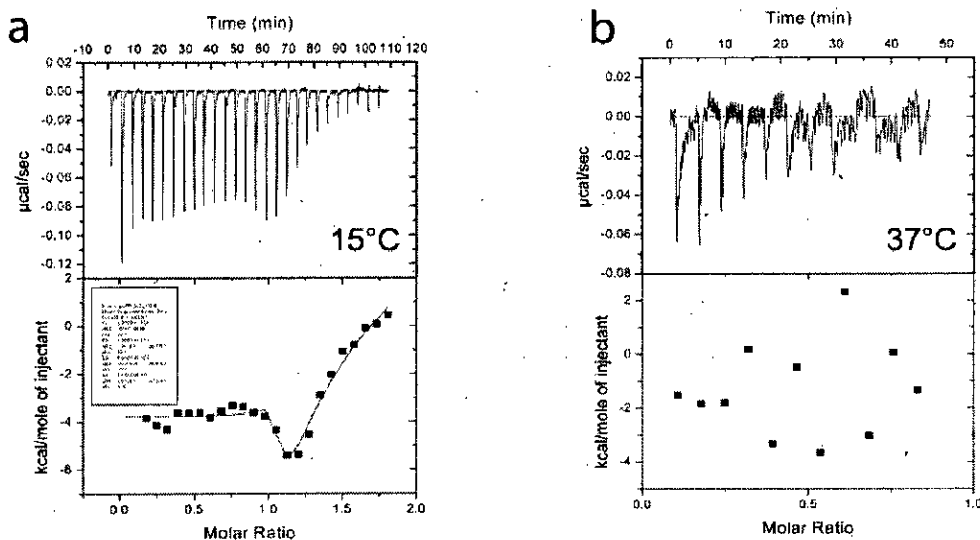 a
Time (min)
-10 0 10 20 30 40 50 60 70 80 90 100 110 120
0.02
0.00
-0.02
-0.04
-0.06
-0.08
-0.10
-0.12
µcal/sec
15°C
2
0
-2
-4
-6
-8
kcal/mole of injectant
0.0 0.5 1.0 1.5 2.0
Molar Ratio
b
Time (min)
0 10 20 30 40 50
0.02
0.00
-0.02
-0.04
-0.06
-0.08
µcal/sec
37°C
2
0
-2
-4
kcal/mole of injectant
0.0 0.5 1.0
Molar Ratio